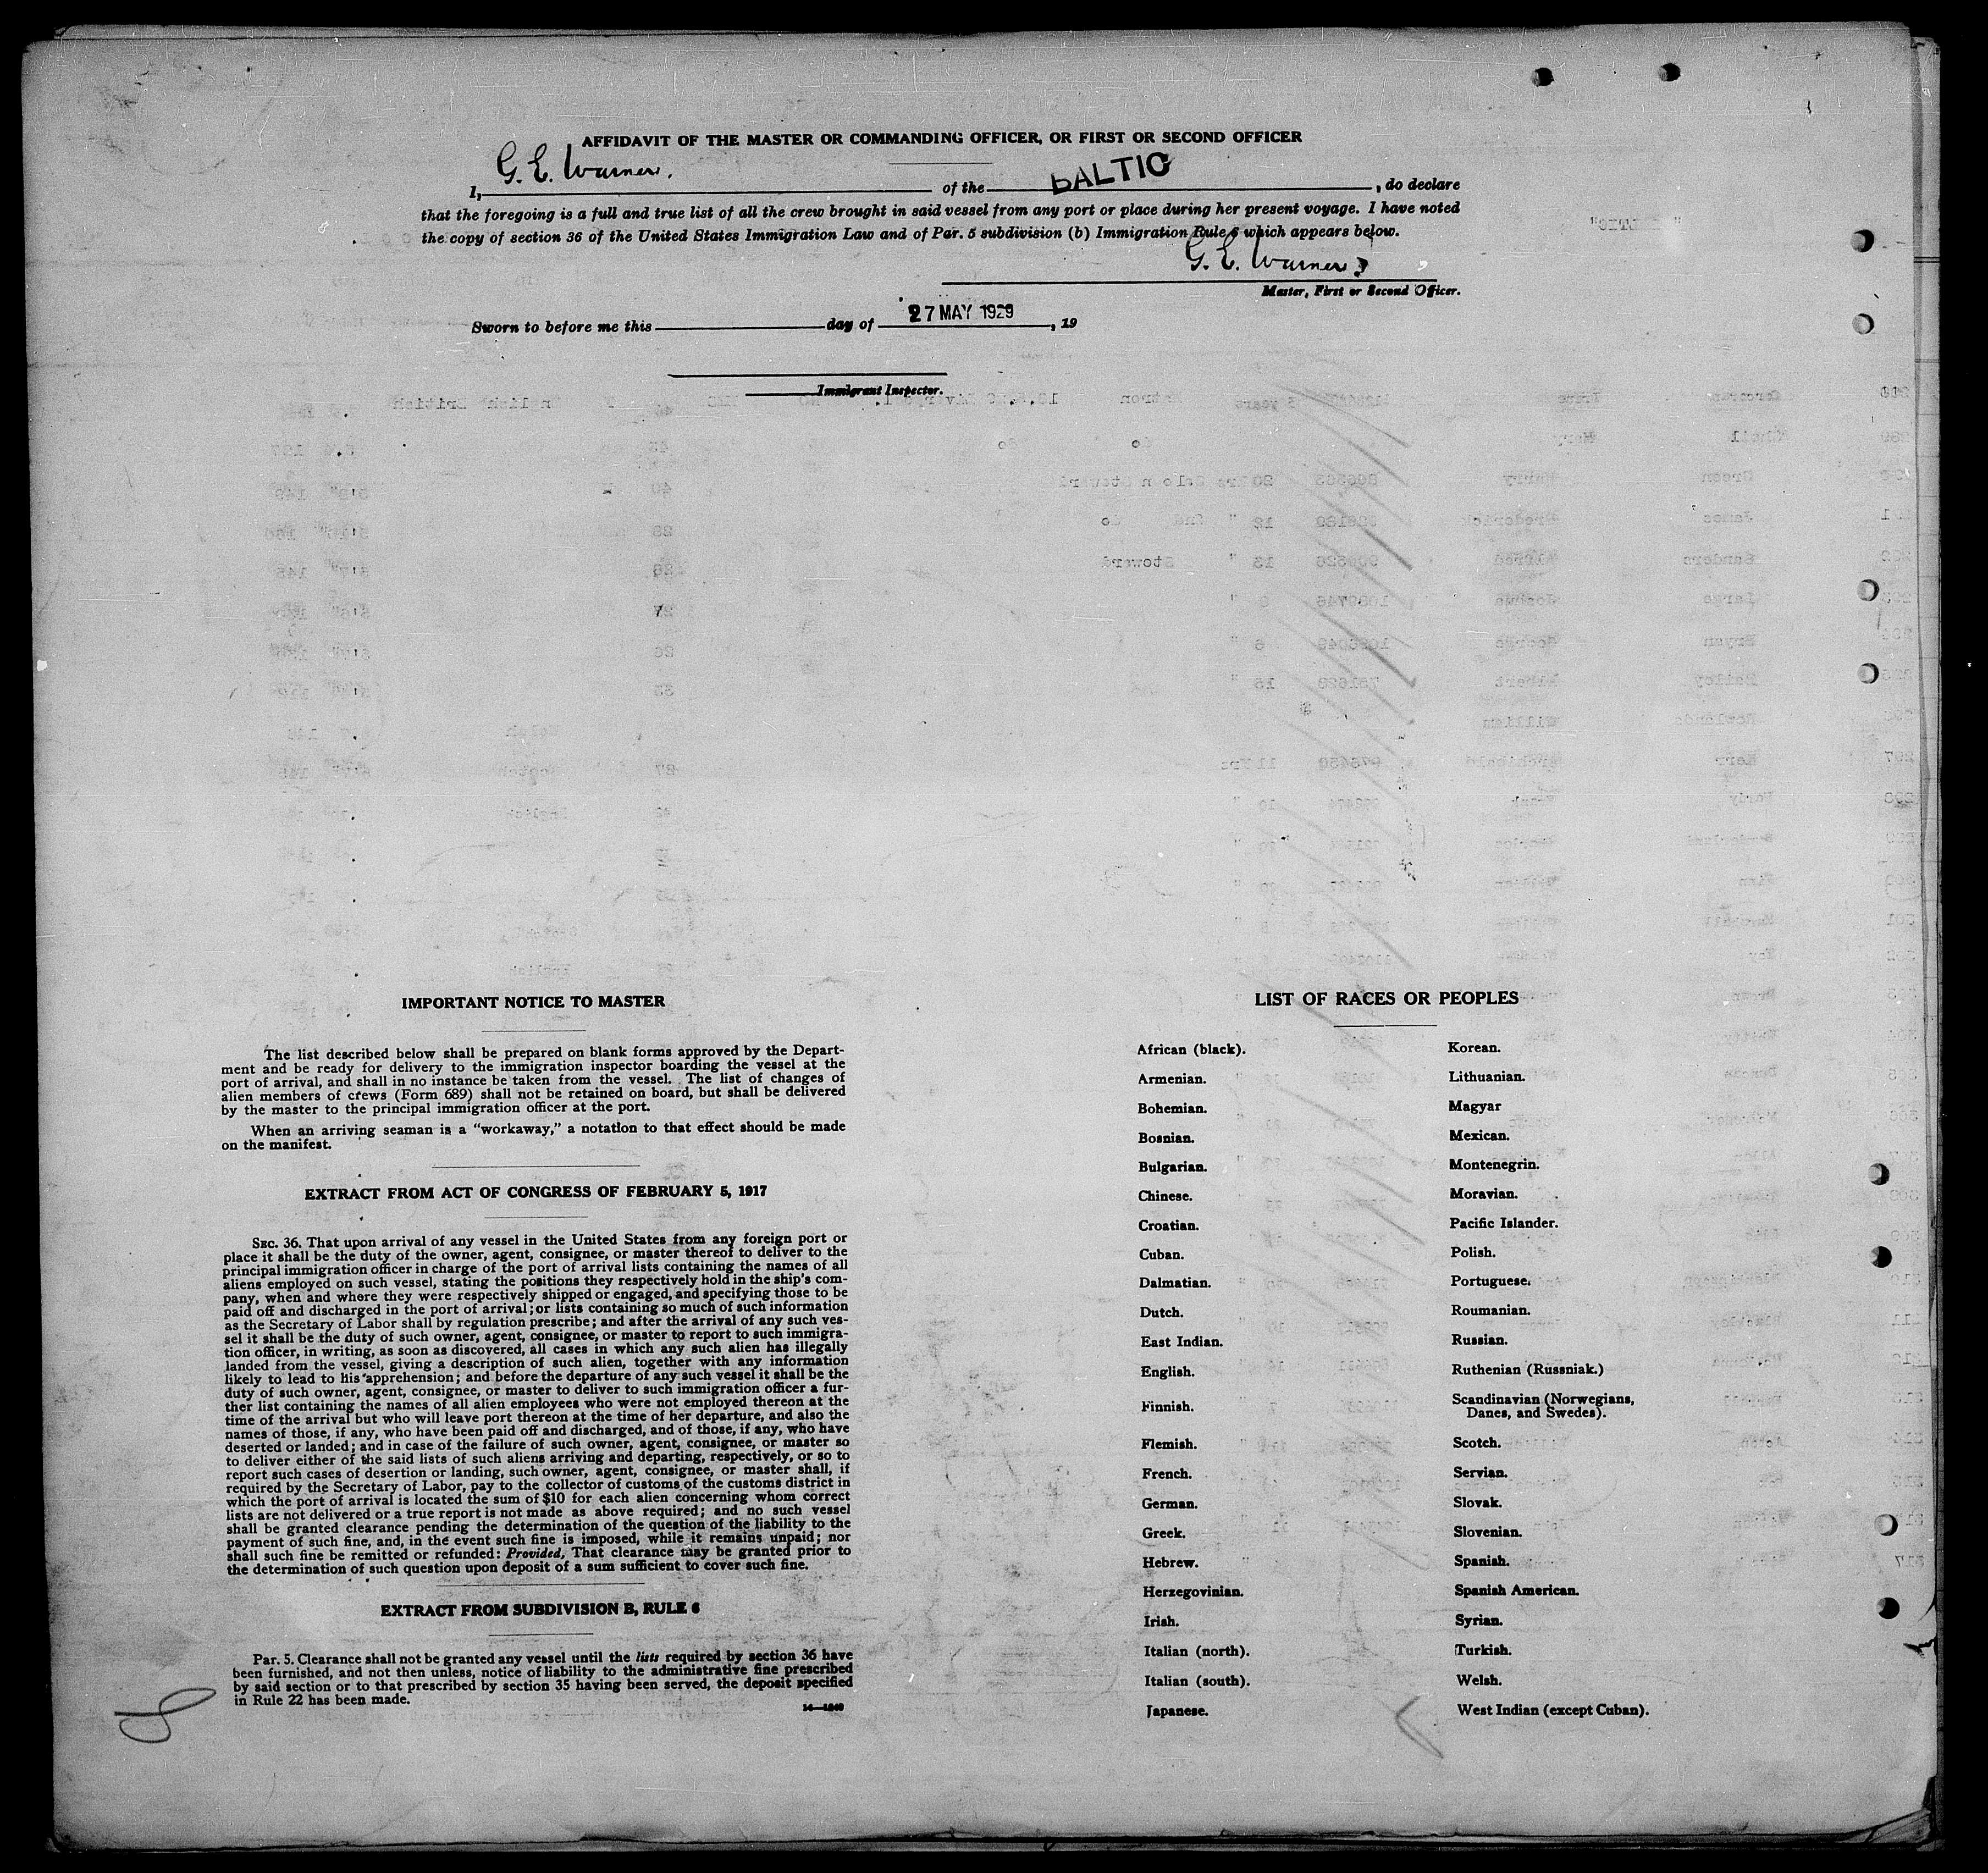 AFFIDAVIT OF THE MASTER OR COMMANDING OFFICER, OR FIRST OR SECOND OFFICER
I, G. E. Warner. of the BALTIC, do declare
that the foregoing is a full and true list of all the crew brought in said vessel from any port or place during her present voyage. I have noted
the copy of section 36 of the United States Immigration Law and of Par. 5 subdivision (b) Immigration Rule 6 which appears below.
G. E. Warner
Master, First or Second Officer.
Sworn to before me this day of 27 MAY 1929, 19
Immigrant Inspector.
IMPORTANT NOTICE TO MASTER
The list described below shall be prepared on blank forms approved by the Depart-
ment and be ready for delivery to the immigration inspector boarding the vessel at the
port of arrival, and shall in no instance be taken from the vessel. The list of changes of
alien members of crews (Form 689) shall not be retained on board, but shall be delivered
by the master to the principal immigration officer at the port.
When an arriving seaman is a "workaway," a notation to that effect should be made
on the manifest.
EXTRACT FROM ACT OF CONGRESS OF FEBRUARY 5, 1917
SEC. 36. That upon arrival of any vessel in the United States from any foreign port or
place it shall be the duty of the owner, agent, consignee, or master thereof to deliver to the
principal immigration officer in charge of the port of arrival lists containing the names of all
aliens employed on such vessel, stating the positions they respectively hold in the ship's com-
pany, when and where they were respectively shipped or engaged, and specifying those to be
paid off and discharged in the port of arrival; or lists containing so much of such information
as the Secretary of Labor shall by regulation prescribe; and after the arrival of any such ves-
sel it shall be the duty of such owner, agent, consignee, or master to report to such immigra-
tion officer, in writing, as soon as discovered, all cases in which any such alien has illegally
landed from the vessel, giving a description of such alien, together with any information
likely to lead to his apprehension; and before the departure of any such vessel it shall be the
duty of such owner, agent, consignee, or master to deliver to such immigration officer a fur-
ther list containing the names of all alien employees who were not employed thereon at the
time of the arrival but who will leave port thereon at the time of her departure, and also the
names of those, if any, who have been paid off and discharged, and of those, if any, who have
deserted or landed; and in case of the failure of such owner, agent, consignee, or master so
to deliver either of the said lists of such aliens arriving and departing, respectively, or so to
report such cases of desertion or landing, such owner, agent, consignee, or master shall, if
required by the Secretary of Labor, pay to the collector of customs of the customs district in
which the port of arrival is located the sum of $10 for each alien concerning whom correct
lists are not delivered or a true report is not made as above required; and no such vessel
shall be granted clearance pending the determination of the question of the liability to the
payment of such fine, and, in the event such fine is imposed, while it remains unpaid; nor
shall such fine be remitted or refunded: Provided, That clearance may be granted prior to
the determination of such question upon deposit of a sum sufficient to cover such fine.
EXTRACT FROM SUBDIVISION B, RULE 6
Par. 5. Clearance shall not be granted any vessel until the lists required by section 36 have
been furnished, and not then unless, notice of liability to the administrative fine prescribed
by said section or to that prescribed by section 35 having been served, the deposit specified
in Rule 22 has been made.
LIST OF RACES OR PEOPLES
African (black).
Armenian.
Bohemian.
Bosnian.
Bulgarian.
Chinese.
Croatian.
Cuban.
Dalmatian.
Dutch.
East Indian.
English.
Finnish.
Flemish.
French.
German.
Greek.
Hebrew.
Herzegovinian.
Irish.
Italian (north).
Italian (south).
Japanese.
Korean.
Lithuanian.
Magyar
Mexican.
Montenegrin.
Moravian.
Pacific Islander.
Polish.
Portuguese.
Roumanian.
Russian.
Ruthenian (Russniak.)
Scandinavian (Norwegians,
Danes, and Swedes).
Scotch.
Servian.
Slovak.
Slovenian.
Spanish.
Spanish American.
Syrian.
Turkish.
Welsh.
West Indian (except Cuban).